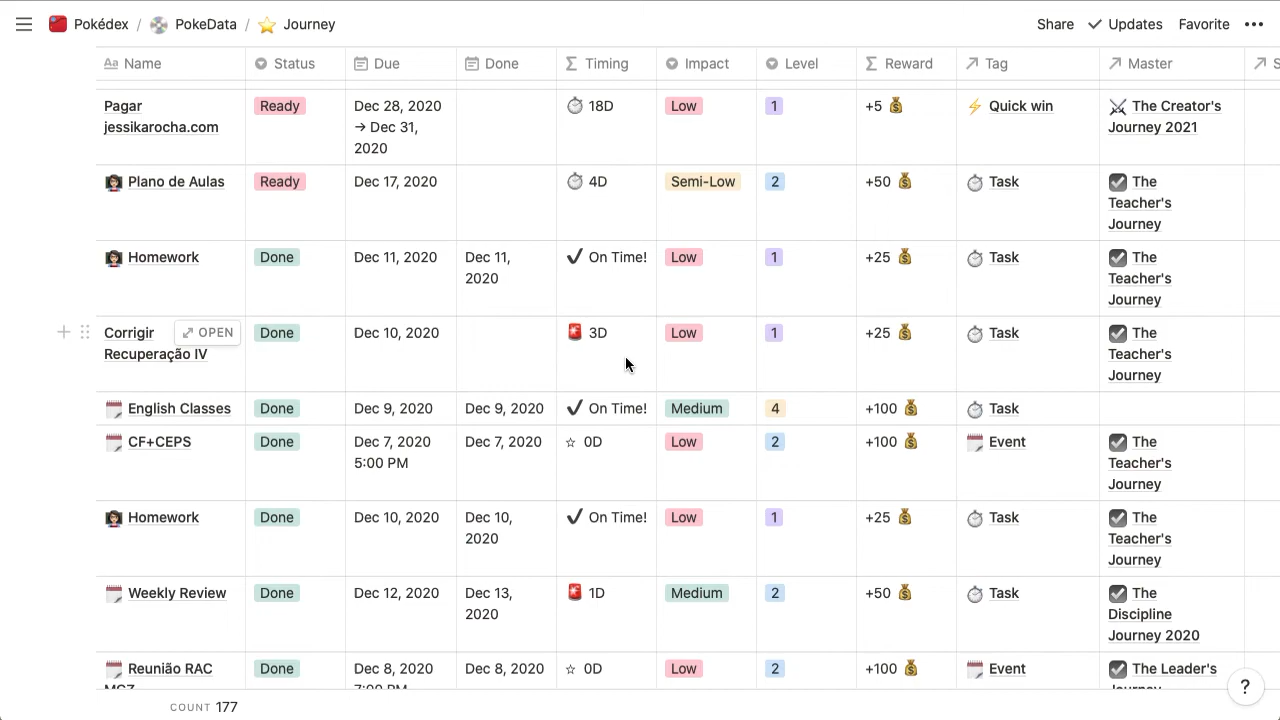 Pokédex / PokeData / Journey Share Updates Favorite
Name Status Due Done Timing Impact Level Reward Tag Master S
Pagar Ready Dec 28, 2020 18D Low 1 +5 Quick win The Creator's
jessikarocha.com → Dec 31, Journey 2021
2020
Plano de Aulas Ready Dec 17, 2020 4D Semi-Low 2 +50 Task The
Teacher's
Journey
Homework Done Dec 11, 2020 Dec 11, On Time! Low 1 +25 Task The
2020 Teacher's
Journey
Corrigir OPEN Done Dec 10, 2020 3D Low 1 +25 Task The
Recuperação IV Teacher's
Journey
English Classes Done Dec 9, 2020 Dec 9, 2020 On Time! Medium 4 +100 Task
CF+CEPS Done Dec 7, 2020 Dec 7, 2020 0D Low 2 +100 Event The
5:00 PM Teacher's
Journey
Homework Done Dec 10, 2020 Dec 10, On Time! Low 1 +25 Task The
2020 Teacher's
Journey
Weekly Review Done Dec 12, 2020 Dec 13, 1D Medium 2 +50 Task The
2020 Discipline
Journey 2020
Reunião RAC Done Dec 8, 2020 Dec 8, 2020 0D Low 2 +100 Event The Leader's
MCZ 7:00 PM Journey
COUNT 177 ?